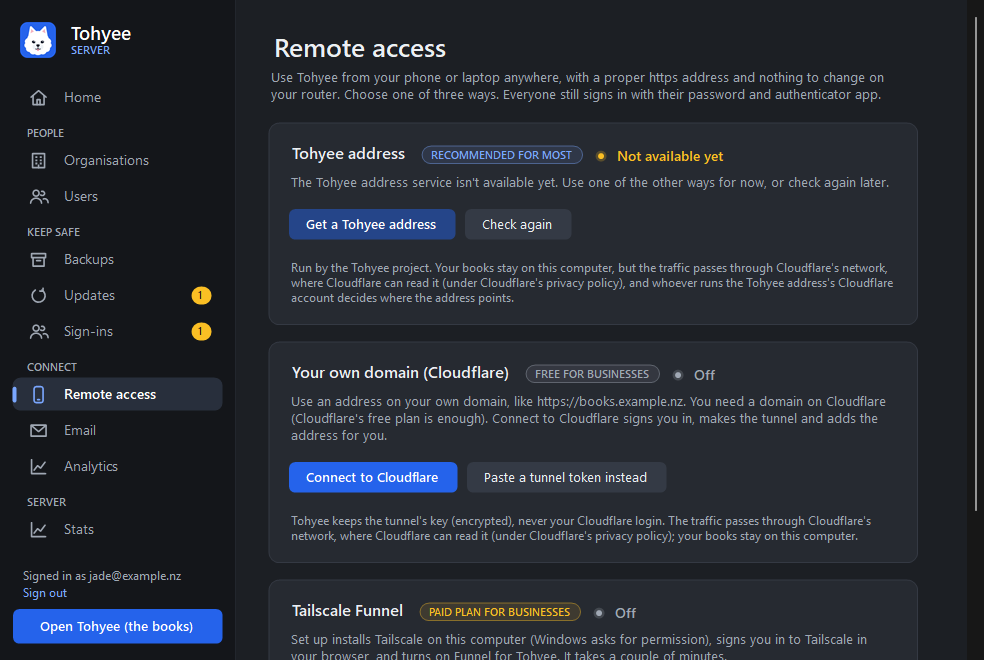 Tohyee
SERVER
Home
PEOPLE
Organisations
Users
KEEP SAFE
Backups
Updates 1
Sign-ins 1
CONNECT
Remote access
Email
Analytics
SERVER
Stats
Signed in as jade@example.nz
Sign out
Open Tohyee (the books)
Remote access
Use Tohyee from your phone or laptop anywhere, with a proper https address and nothing to change on
your router. Choose one of three ways. Everyone still signs in with their password and authenticator app.
Tohyee address RECOMMENDED FOR MOST Not available yet
The Tohyee address service isn't available yet. Use one of the other ways for now, or check again later.
Get a Tohyee address Check again
Run by the Tohyee project. Your books stay on this computer, but the traffic passes through Cloudflare's network,
where Cloudflare can read it (under Cloudflare's privacy policy), and whoever runs the Tohyee address's Cloudflare
account decides where the address points.
Your own domain (Cloudflare) FREE FOR BUSINESSES Off
Use an address on your own domain, like https://books.example.nz. You need a domain on Cloudflare
(Cloudflare's free plan is enough). Connect to Cloudflare signs you in, makes the tunnel and adds the
address for you.
Connect to Cloudflare Paste a tunnel token instead
Tohyee keeps the tunnel's key (encrypted), never your Cloudflare login. The traffic passes through Cloudflare's
network, where Cloudflare can read it (under Cloudflare's privacy policy); your books stay on this computer.
Tailscale Funnel PAID PLAN FOR BUSINESSES Off
Set up installs Tailscale on this computer (Windows asks for permission), signs you in to Tailscale in
your browser, and turns on Funnel for Tohyee. It takes a couple of minutes.